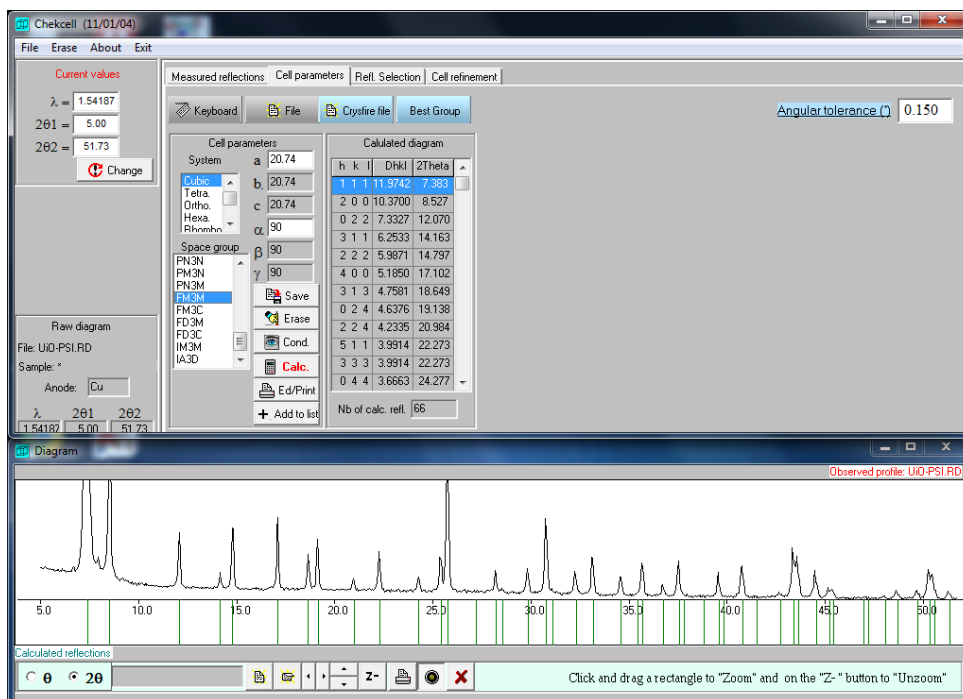 Chekcell (11/01/04)
File Erase About Exit
Current values
λ = 1.54187
2θ1 = 5.00
2θ2 = 51.73
Change
Raw diagram
File: UiO-PSI.RD
Sample: *
Anode: Cu
λ 2θ1 2θ2
1.54187 5.00 51.73
Measured reflections Cell parameters Refl. Selection Cell refinement
Keyboard File Crysfire file Best Group
Angular tolerance (°) 0.150
Cell parameters
System
Cubic
Tetra.
Ortho.
Hexa.
Rhombo
a 20.74
b, 20.74
c 20.74
α 90
β 90
γ 90
Space group
PN3N
PM3N
PN3M
FM3M
FM3C
FD3M
FD3C
IM3M
IA3D
Save
Erase
Cond.
Calc.
Ed/Print
+ Add to list
Calulated diagram
h k l Dhkl 2Theta
1 1 1 11.9742 7.383
2 0 0 10.3700 8.527
0 2 2 7.3327 12.070
3 1 1 6.2533 14.163
2 2 2 5.9871 14.797
4 0 0 5.1850 17.102
3 1 3 4.7581 18.649
0 2 4 4.6376 19.138
2 2 4 4.2335 20.984
5 1 1 3.9914 22.273
3 3 3 3.9914 22.273
0 4 4 3.6663 24.277
Nb of calc. refl. 66
Diagram
Observed profile: UiO-PSI.RD
5.0 10.0 15.0 20.0 25.0 30.0 35.0 40.0 45.0 50.0
Calculated reflections
θ 2θ
Z-
Click and drag a rectangle to "Zoom" and on the "Z-" button to "Unzoom"